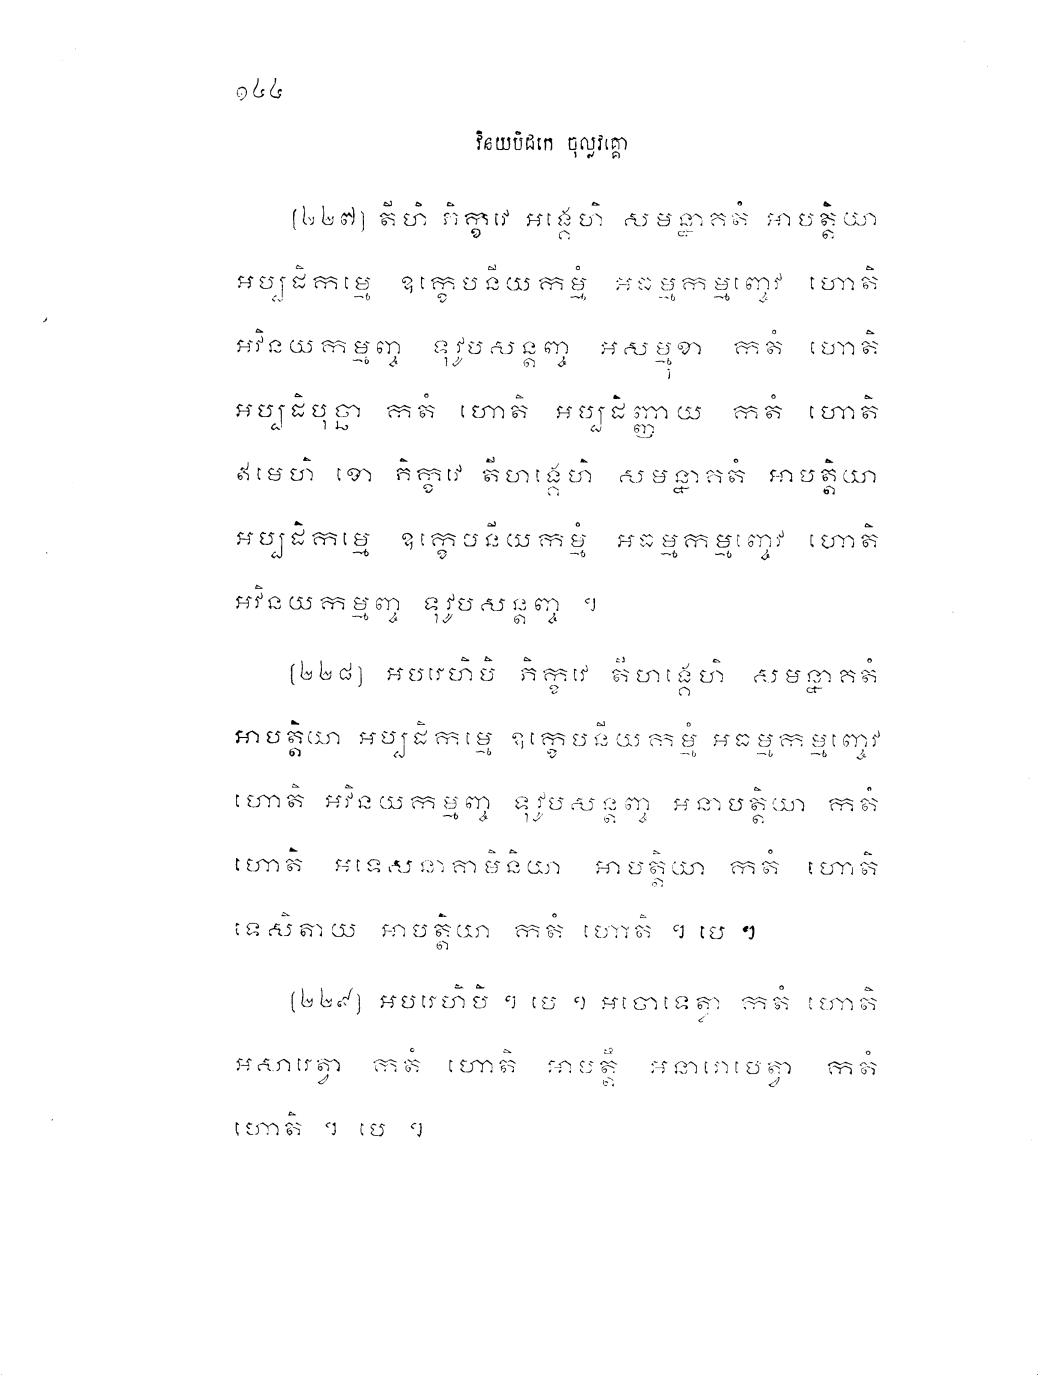 ១៤៤
វិនយបិដកេ ចុល្លវគ្គោ
(២២៧) តីហិ ភិក្ខវេ អង្គេហិ សមន្នាគតំ អាបត្តិយា
អប្បដិកម្មេ ឧក្ខេបនីយកម្មំ អធម្មកម្មញ្ចេវ ហោតិ
អវិនយកម្មញ្ច ទុវូបសន្តញ្ច អសម្មុខា កតំ ហោតិ
អប្បដិបុច្ឆា កតំ ហោតិ អប្បដិញ្ញាយ កតំ ហោតិ
ឥមេហិ ខោ ភិក្ខវេ តីហង្គេហិ សមន្នាគតំ អាបត្តិយា
អប្បដិកម្មេ ឧក្ខេបនីយកម្មំ អធម្មកម្មញ្ចេវ ហោតិ
អវិនយកម្មញ្ច ទុវូបសន្តញ្ច ។
(២២៨) អបរេហិបិ ភិក្ខវេ តីហង្គេហិ សមន្នាគតំ
អាបត្តិយា អប្បដិកម្មេ ឧក្ខេបនីយកម្មំ អធម្មកម្មញ្ចេវ
ហោតិ អវិនយកម្មញ្ច ទុវូបសន្តញ្ច អនាបត្តិយា កតំ
ហោតិ អទេសនាគាមិនិយា អាបត្តិយា កតំ ហោតិ
ទេសិតាយ អាបត្តិយា កតំ ហោតិ ។ បេ ។
(២២៩) អបរេហិបិ ។ បេ ។ អចោទេត្វា កតំ ហោតិ
អសារេត្វា កតំ ហោតិ អាបត្តឹ អនារោបេត្វា កតំ
ហោតិ ។ បេ ។